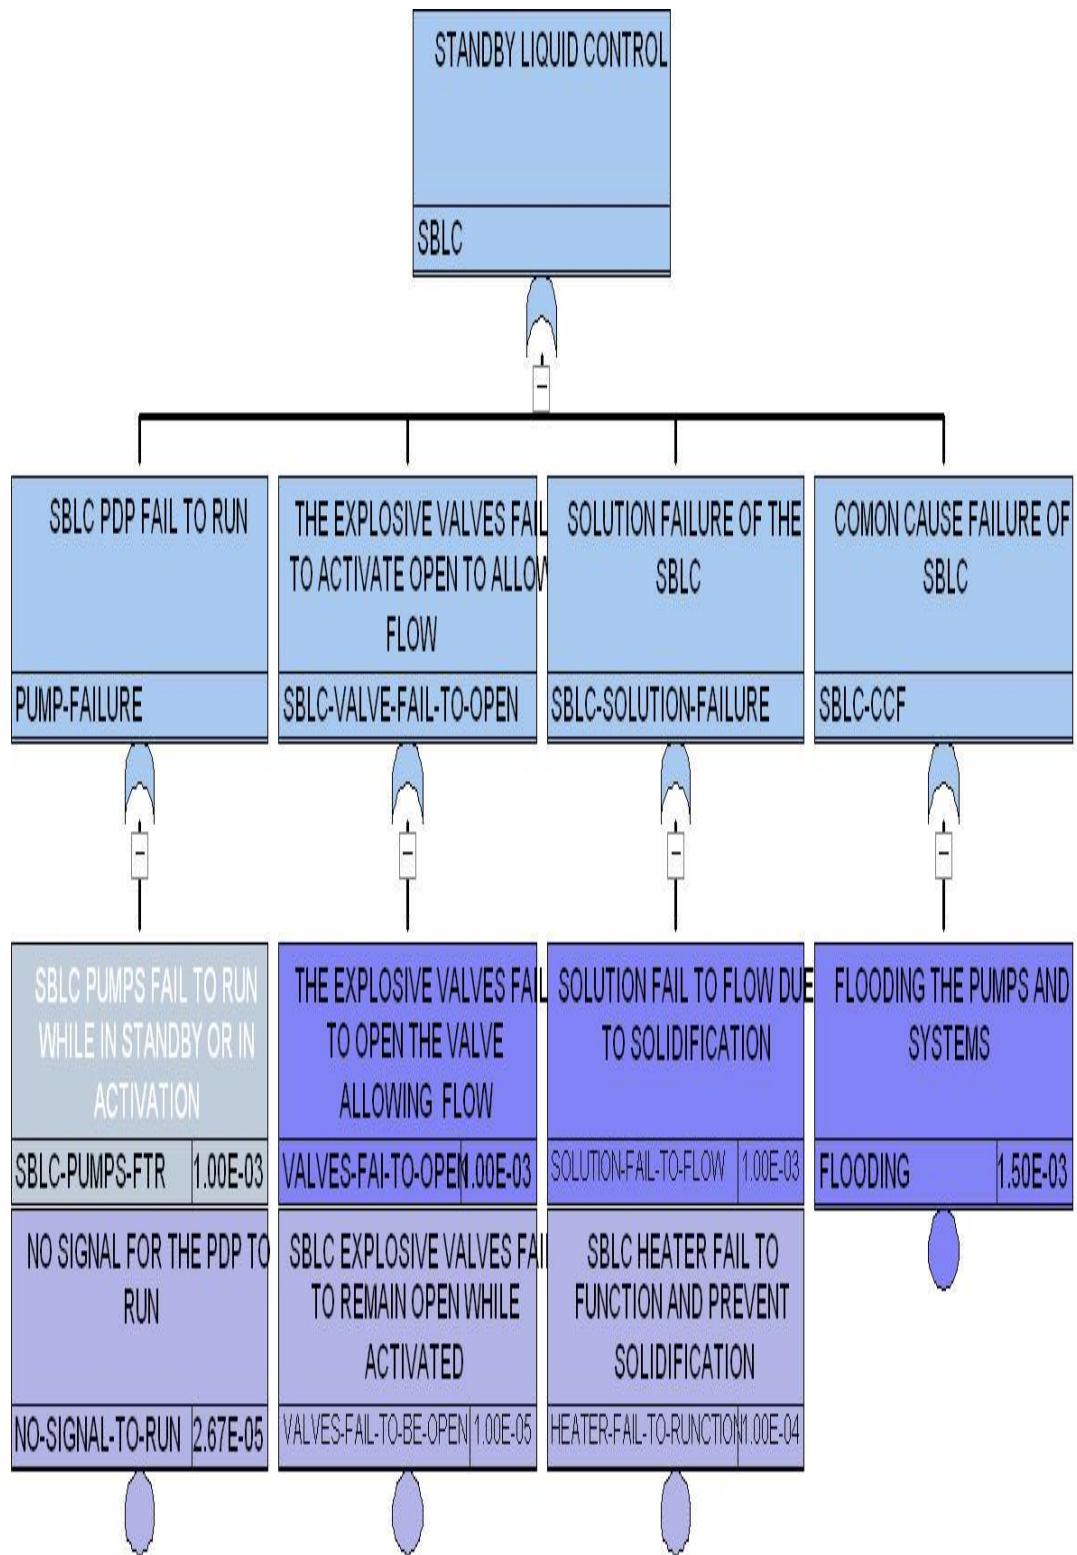 STANDBY LIQUID CONTROL
SBLC
SBLC PDP FAIL TO RUN
PUMP-FAILURE
THE EXPLOSIVE VALVES FAIL
TO ACTIVATE OPEN TO ALLOW
FLOW
SBLC-VALVE-FAIL-TO-OPEN
SOLUTION FAILURE OF THE
SBLC
SBLC-SOLUTION-FAILURE
COMON CAUSE FAILURE OF
SBLC
SBLC-CCF
SBLC PUMPS FAIL TO RUN
WHILE IN STANDBY OR IN
ACTIVATION
SBLC-PUMPS-FTR 1.00E-03
THE EXPLOSIVE VALVES FAIL
TO OPEN THE VALVE
ALLOWING FLOW
VALVES-FAI-TO-OPEN 1.00E-03
SOLUTION FAIL TO FLOW DUE
TO SOLIDIFICATION
SOLUTION-FAIL-TO-FLOW 1.00E-03
FLOODING THE PUMPS AND
SYSTEMS
FLOODING 1.50E-03
NO SIGNAL FOR THE PDP TO
RUN
NO-SIGNAL-TO-RUN 2.67E-05
SBLC EXPLOSIVE VALVES FAI
TO REMAIN OPEN WHILE
ACTIVATED
VALVES-FAIL-TO-BE-OPEN 1.00E-05
SBLC HEATER FAIL TO
FUNCTION AND PREVENT
SOLIDIFICATION
HEATER-FAIL-TO-RUNCTION 1.00E-04